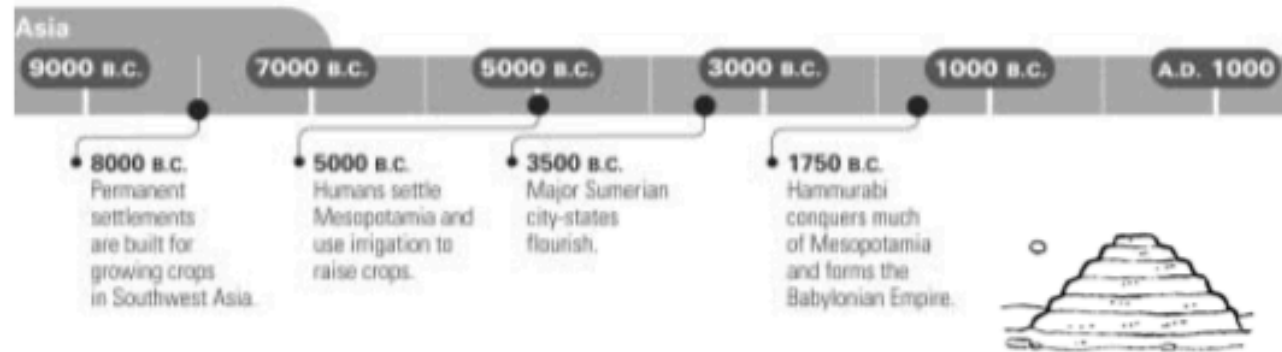 Asia
9000 B.C. 7000 B.C. 5000 B.C. 3000 B.C. 1000 B.C. A.D. 1000
8000 B.C.
Permanent
settlements
are built for
growing crops
in Southwest Asia.
5000 B.C.
Humans settle
Mesopotamia and
use irrigation to
raise crops.
3500 B.C.
Major Sumerian
city-states
flourish.
1750 B.C.
Hammurabi
conquers much
of Mesopotamia
and forms the
Babylonian Empire.